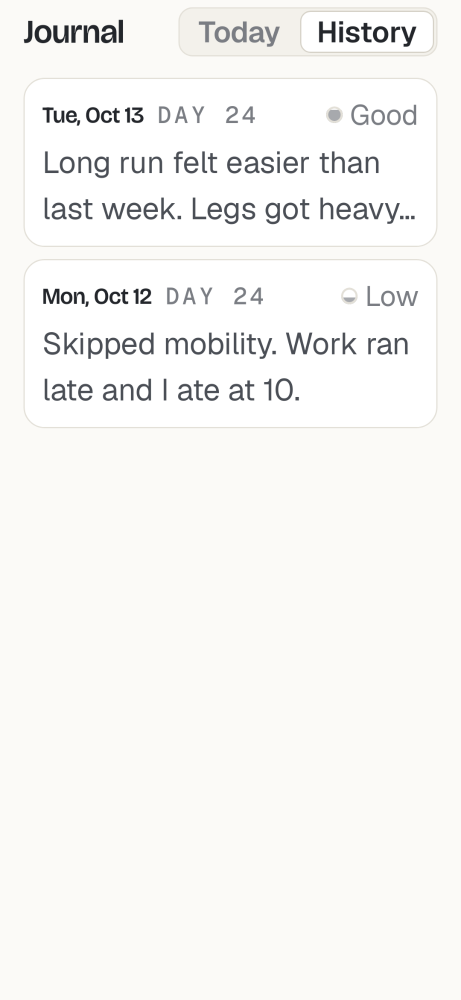 Journal
Today
History
Tue, Oct 13 DAY 24 Good
Long run felt easier than
last week. Legs got heavy...
Mon, Oct 12 DAY 24 Low
Skipped mobility. Work ran
late and I ate at 10.